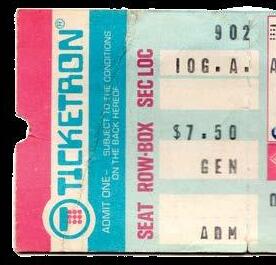 TICKETRON®
ADMIT ONE- SUBJECT TO THE CONDITIONS
ON THE BACK HEREOF
SEAT ROW-BOX SEC LOC
902
10G.A.
$7.50
GEN
ADM